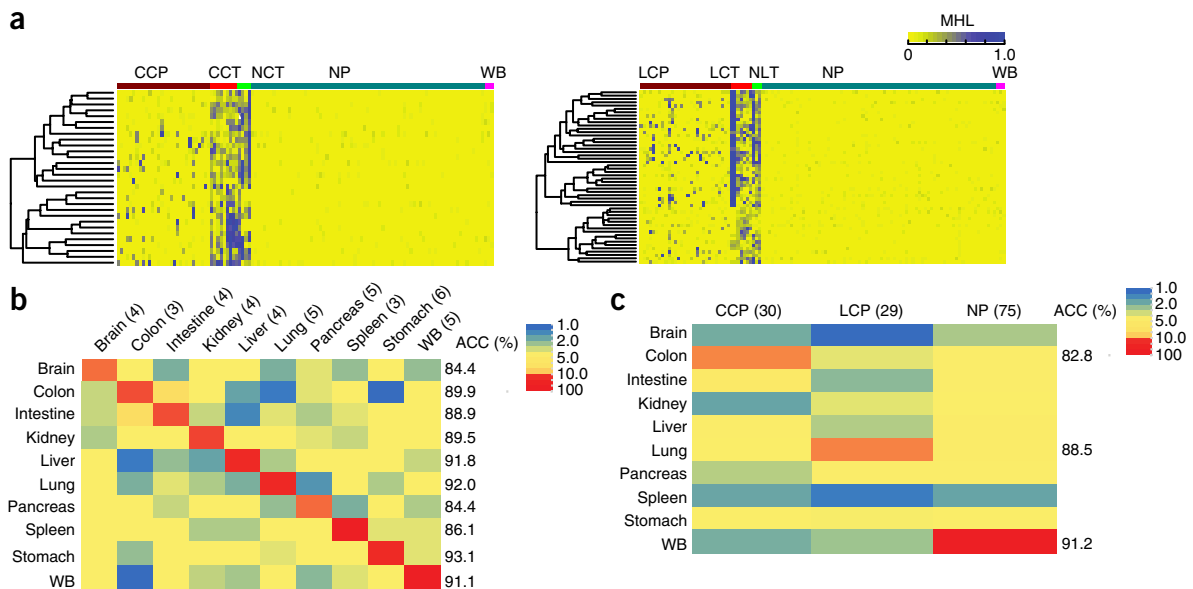 a
MHL
0 1.0
CCP CCT NCT NP WB
LCP LCT NLT NP WB
b
Brain (4) Colon (3) Intestine (4) Kidney (4) Liver (4) Lung (5) Pancreas (5) Spleen (3) Stomach (6) WB (5)
1.0
2.0
5.0
10.0
100
ACC (%)
Brain 84.4
Colon 89.9
Intestine 88.9
Kidney 89.5
Liver 91.8
Lung 92.0
Pancreas 84.4
Spleen 86.1
Stomach 93.1
WB 91.1
c
CCP (30) LCP (29) NP (75) ACC (%)
1.0
2.0
5.0
10.0
100
Brain
Colon 82.8
Intestine
Kidney
Liver
Lung 88.5
Pancreas
Spleen
Stomach
WB 91.2